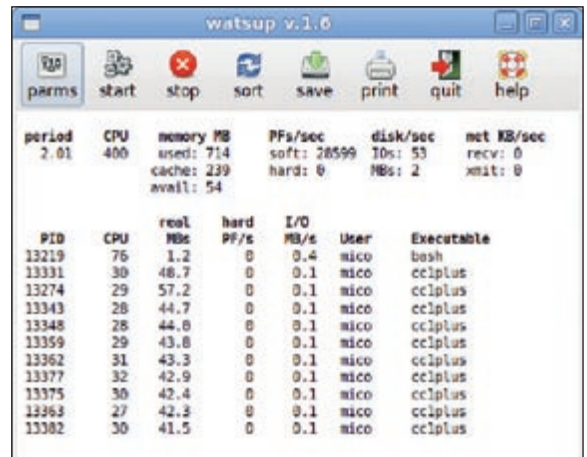 watsup v.1.6
parms start stop sort save print quit help
period CPU memory MB PFs/sec disk/sec net KB/sec
2.01 400 used: 714 soft: 28599 IOs: 53 recv: 0
cache: 239 hard: 0 MBs: 2 xmit: 0
avail: 54
real hard I/O
PID CPU MBs PF/s MB/s User Executable
13219 76 1.2 0 0.4 mico bash
13331 30 48.7 0 0.1 mico cc1plus
13274 29 57.2 0 0.1 mico cc1plus
13343 28 44.7 0 0.1 mico cc1plus
13348 28 44.0 0 0.1 mico cc1plus
13359 29 43.8 0 0.1 mico cc1plus
13362 31 43.3 0 0.1 mico cc1plus
13377 32 42.9 0 0.1 mico cc1plus
13375 30 42.4 0 0.1 mico cc1plus
13363 27 42.3 0 0.1 mico cc1plus
13382 30 41.5 0 0.1 mico cc1plus